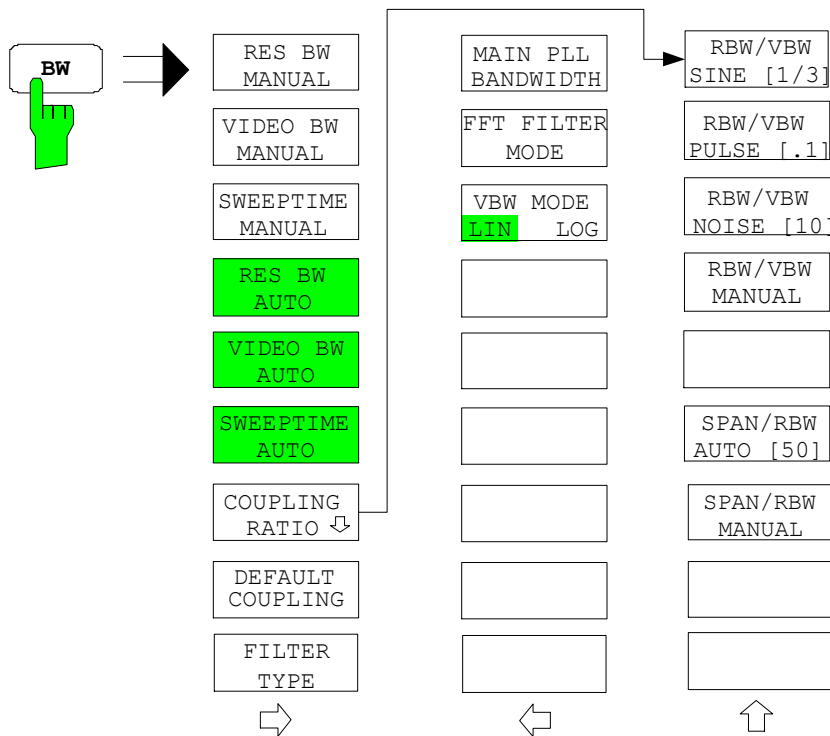 BW
RES BW
MANUAL
VIDEO BW
MANUAL
SWEEPTIME
MANUAL
RES BW
AUTO
VIDEO BW
AUTO
SWEEPTIME
AUTO
COUPLING
RATIO
DEFAULT
COUPLING
FILTER
TYPE
MAIN PLL
BANDWIDTH
FFT FILTER
MODE
VBW MODE
LIN LOG
RBW/VBW
SINE [1/3]
RBW/VBW
PULSE [.1]
RBW/VBW
NOISE [10]
RBW/VBW
MANUAL
SPAN/RBW
AUTO [50]
SPAN/RBW
MANUAL